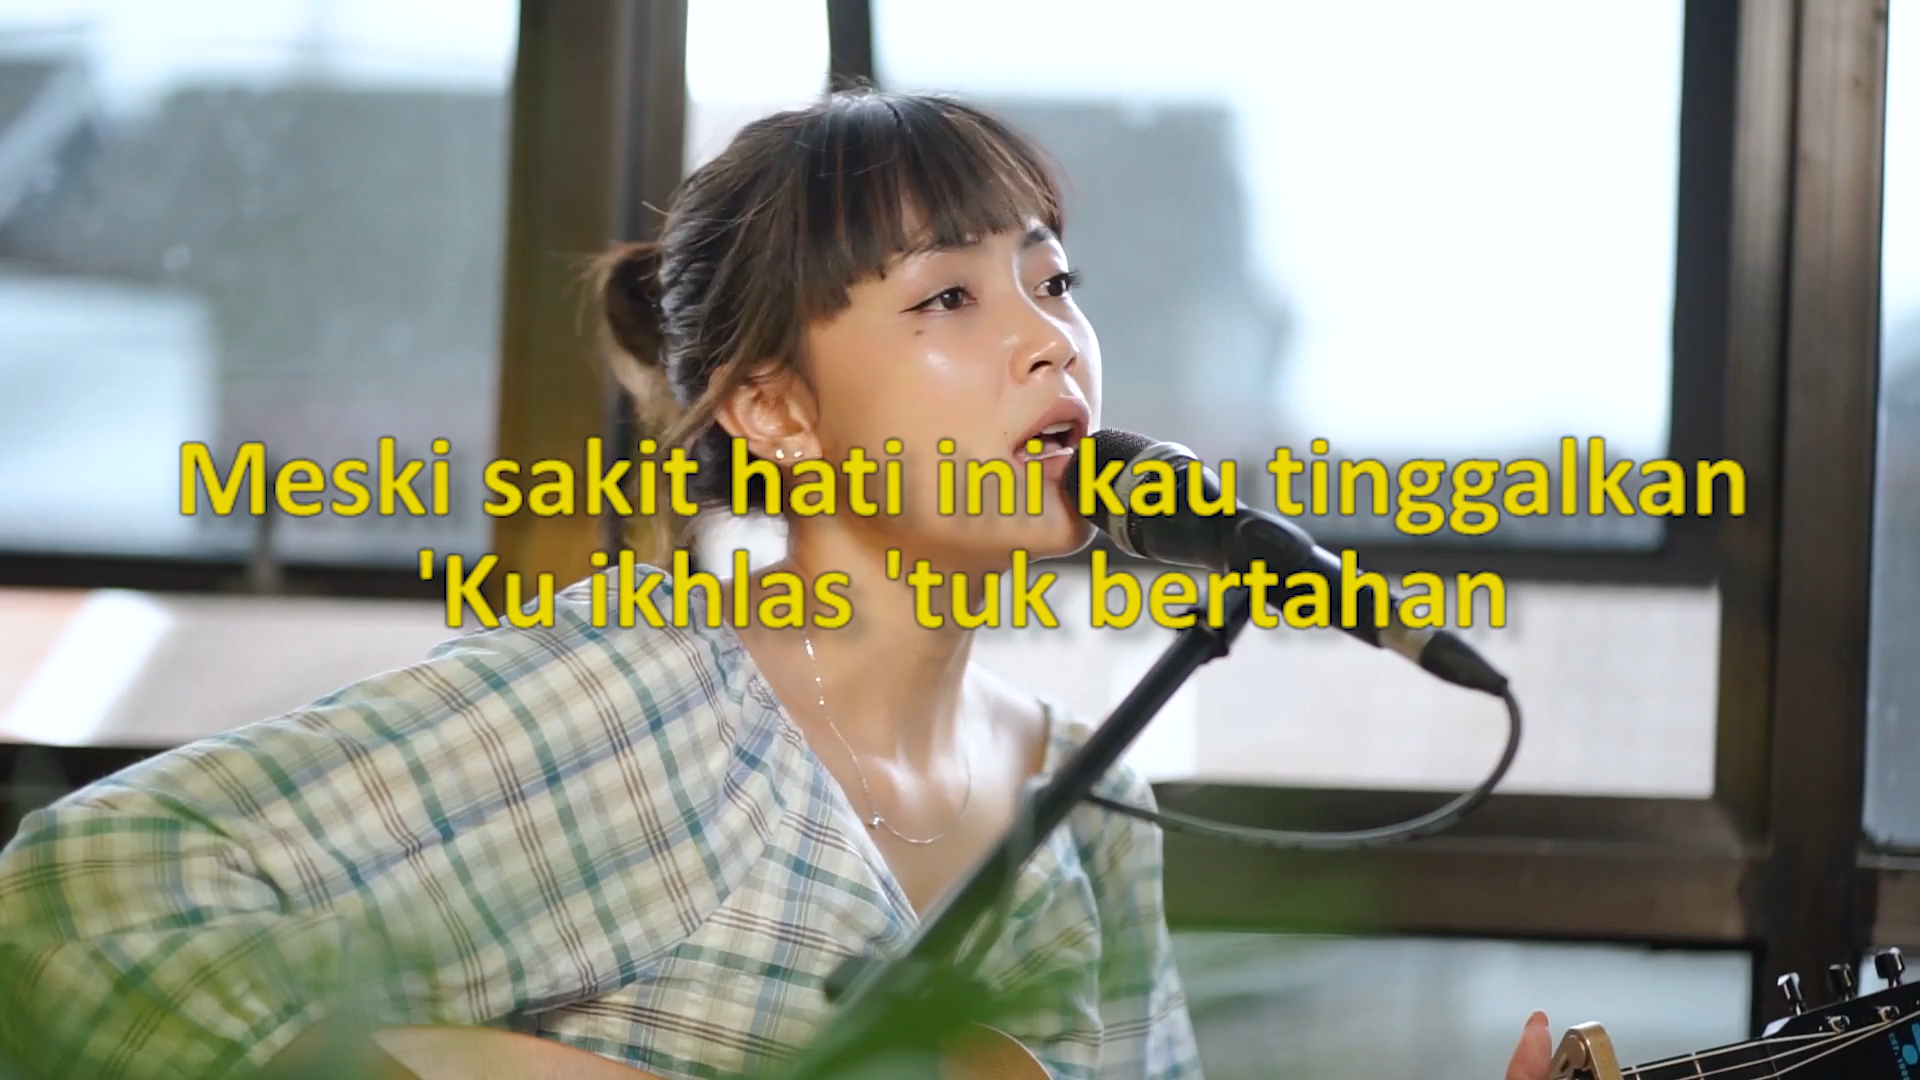 Meski sakit hati ini kau tinggalkan
'Ku ikhlas 'tuk bertahan